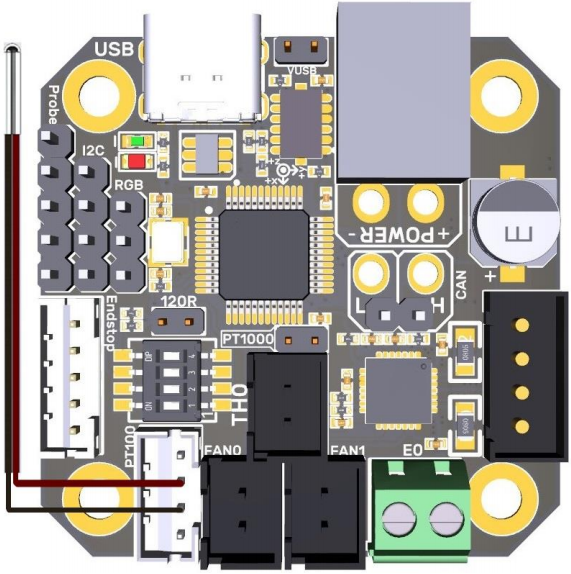 USB
VUSB
Probe
I2C
RGB
+z
+x
+POWER-
E
+
CAN
L
H
Endstop
120R
PT1000
DIP
ON
1 2 3 4
TH0
PT100
FAN0
FAN1
E0